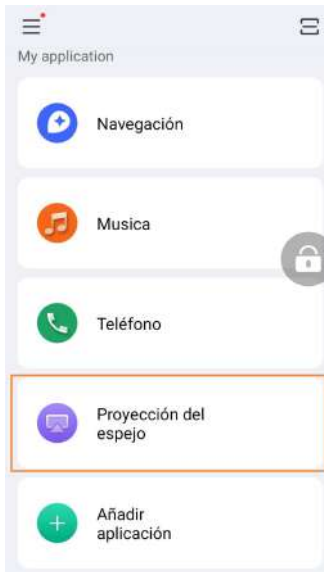 My application
Navegación
Musica
Teléfono
Proyección del
espejo
Añadir
aplicación